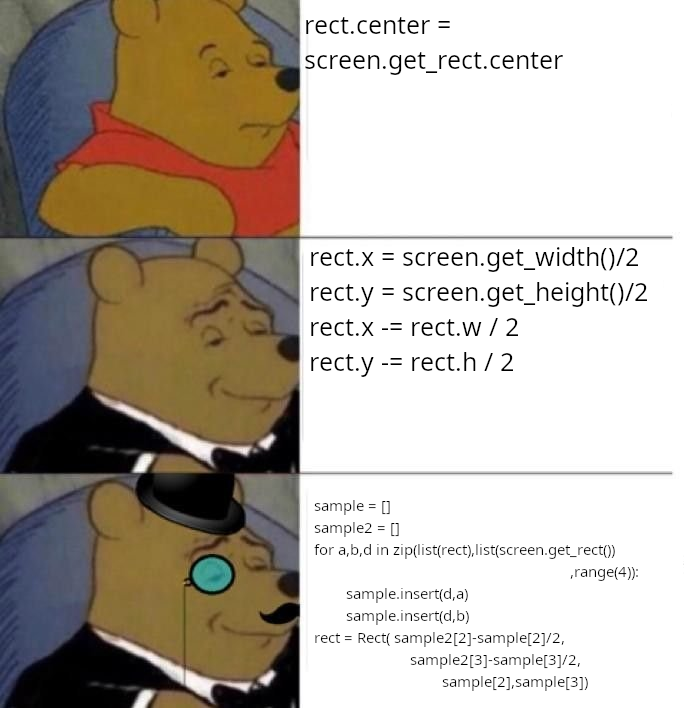 rect.center =
screen.get_rect.center
rect.x = screen.get_width()/2
rect.y = screen.get_height()/2
rect.x -= rect.w / 2
rect.y -= rect.h / 2
sample = []
sample2 = []
for a,b,d in zip(list(rect),list(screen.get_rect())
,range(4)):
sample.insert(d,a)
sample.insert(d,b)
rect = Rect( sample2[2]-sample[2]/2,
sample2[3]-sample[3]/2,
sample[2],sample[3])